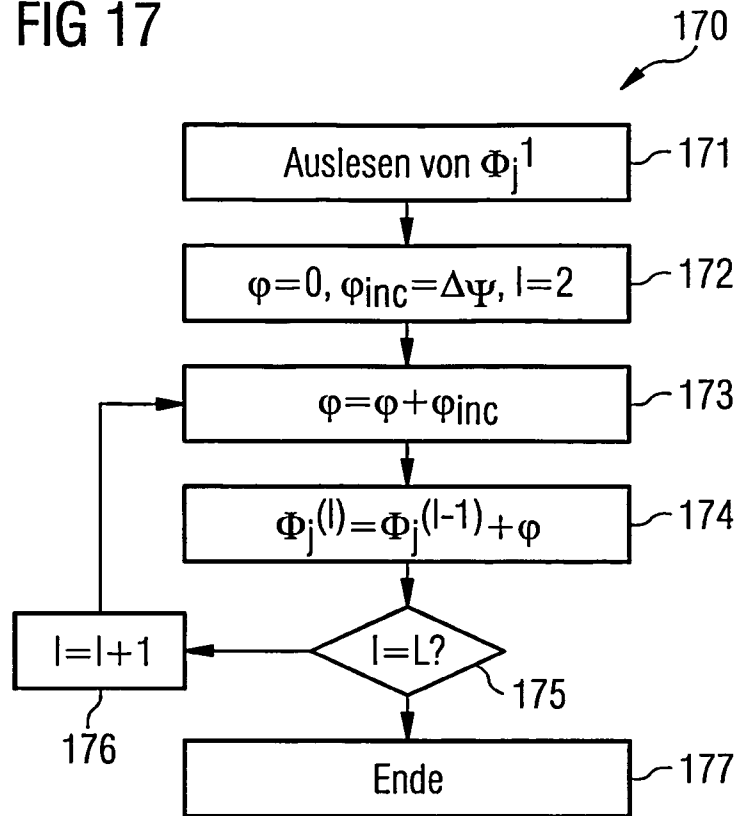 FIG 17
170
Auslesen von Φj¹
171
φ=0, φinc=ΔΨ, l=2
172
φ=φ+φinc
173
Φj(l)=Φj(l-1)+φ
174
l=L?
175
l=l+1
176
Ende
177